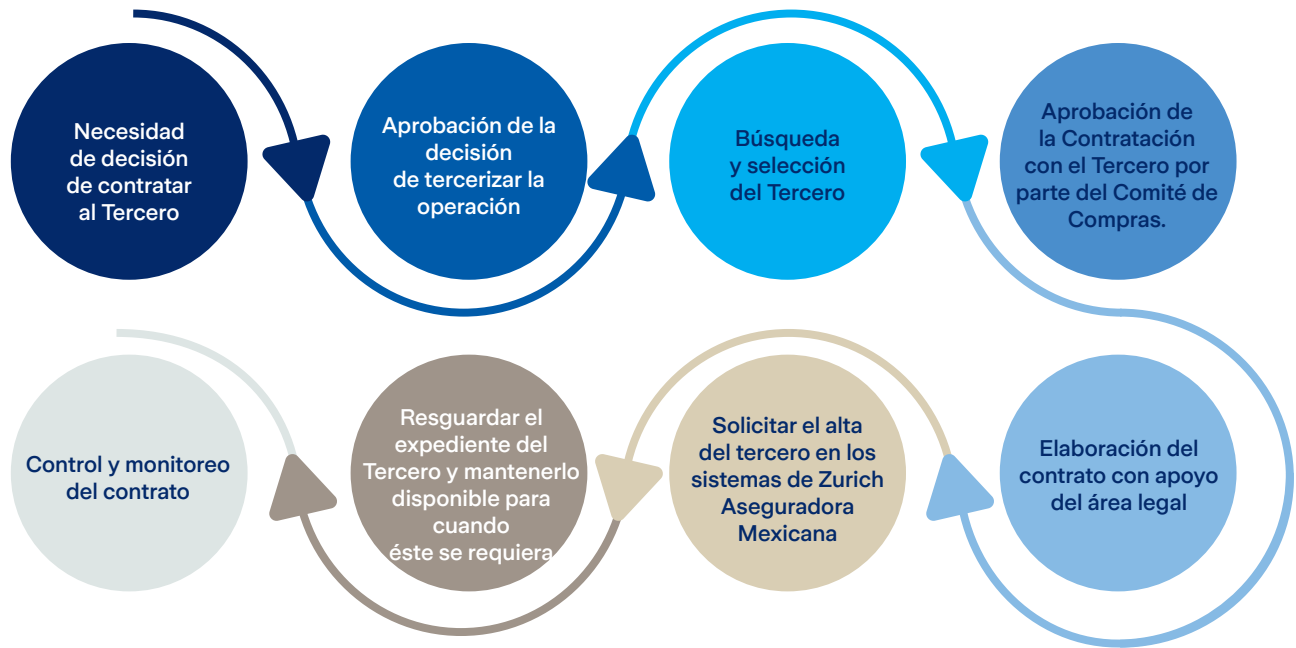 Necesidad
de decisión
de contratar
al Tercero
Aprobación de la
decisión
de tercerizar la
operación
Búsqueda
y selección
del Tercero
Aprobación de
la Contratación
con el Tercero por
parte del Comité de
Compras.
Elaboración del
contrato con apoyo
del área legal
Solicitar el alta
del tercero en los
sistemas de Zurich
Aseguradora
Mexicana
Resguardar el
expediente del
Tercero y mantenerlo
disponible para
cuando
éste se requiera
Control y monitoreo
del contrato